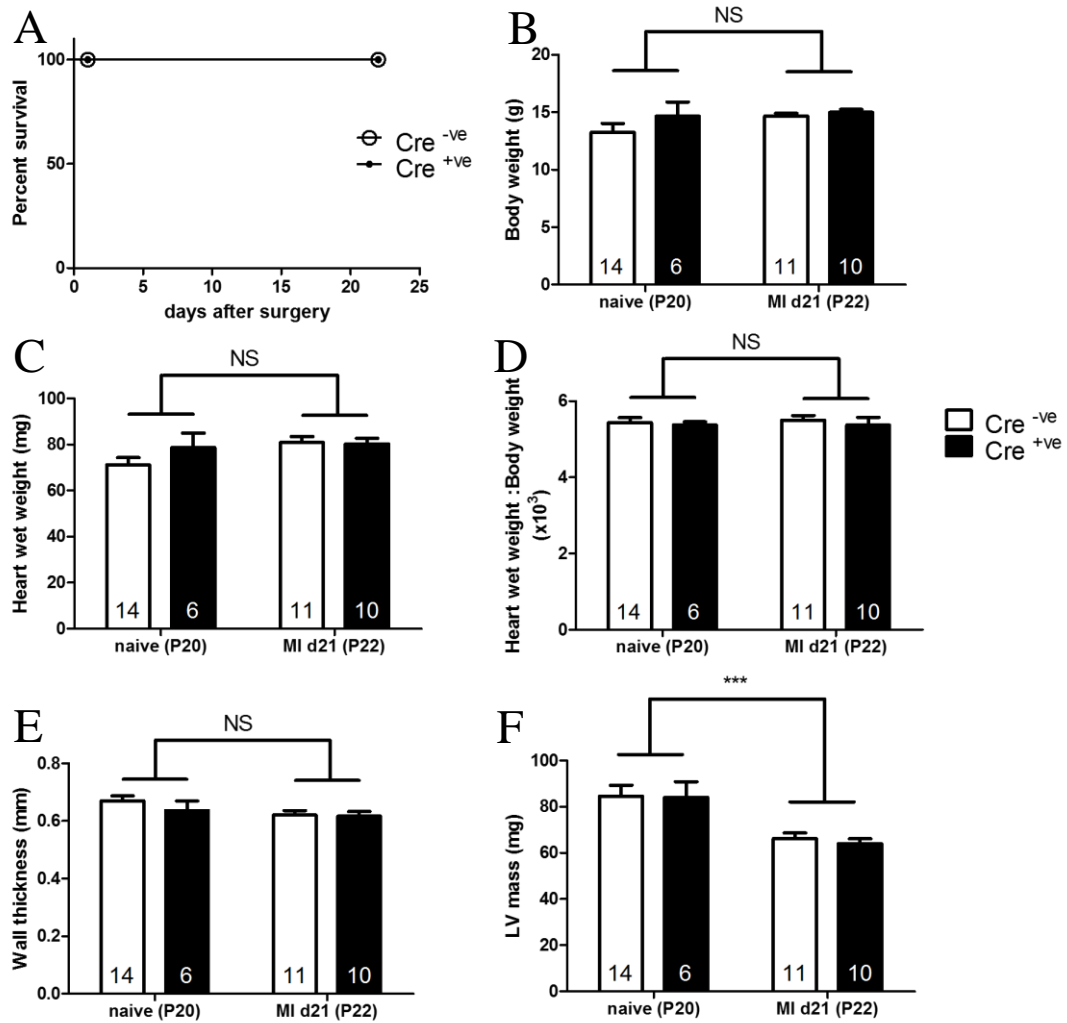 A
100
50
0
Percent survival
0 5 10 15 20 25
days after surgery
Cre -ve
Cre +ve
B
NS
20
15
10
5
0
Body weight (g)
14 6 11 10
naive (P20) MI d21 (P22)
C
NS
100
80
60
40
20
0
Heart wet weight (mg)
14 6 11 10
naive (P20) MI d21 (P22)
D
NS
6
4
2
0
Heart wet weight :Body weight
(x10³)
14 6 11 10
naive (P20) MI d21 (P22)
Cre -ve
Cre +ve
E
NS
0.8
0.6
0.4
0.2
0.0
Wall thickness (mm)
14 6 11 10
naive (P20) MI d21 (P22)
F
***
100
80
60
40
20
0
LV mass (mg)
14 6 11 10
naive (P20) MI d21 (P22)